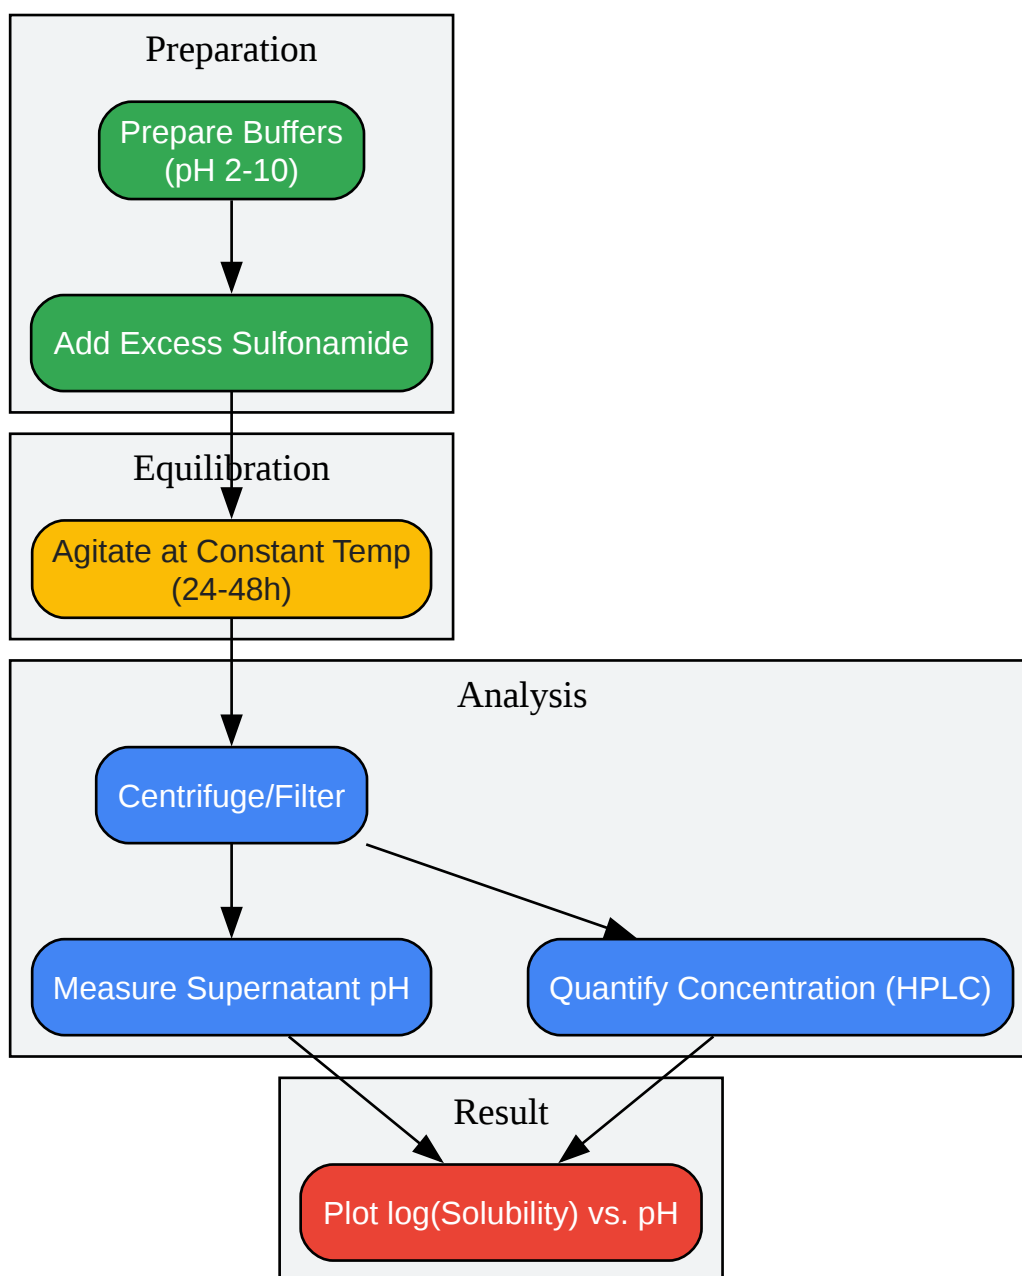 Preparation
Prepare Buffers
(pH 2-10)
Add Excess Sulfonamide
Equilibration
Agitate at Constant Temp
(24-48h)
Analysis
Centrifuge/Filter
Measure Supernatant pH
Quantify Concentration (HPLC)
Result
Plot log(Solubility) vs. pH